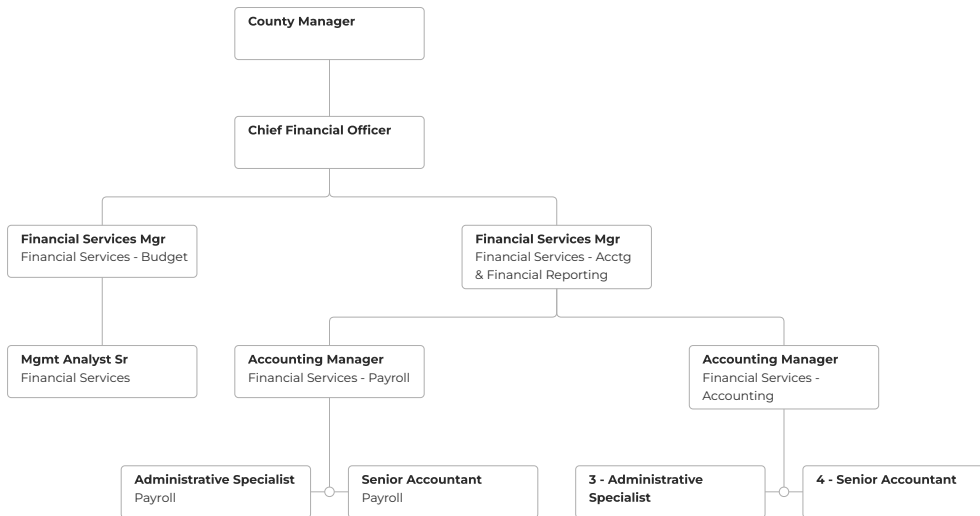 County Manager
Chief Financial Officer
Financial Services Mgr
Financial Services - Budget
Financial Services Mgr
Financial Services - Acctg
& Financial Reporting
Mgmt Analyst Sr
Financial Services
Accounting Manager
Financial Services - Payroll
Accounting Manager
Financial Services -
Accounting
Administrative Specialist
Payroll
Senior Accountant
Payroll
3 - Administrative
Specialist
4 - Senior Accountant